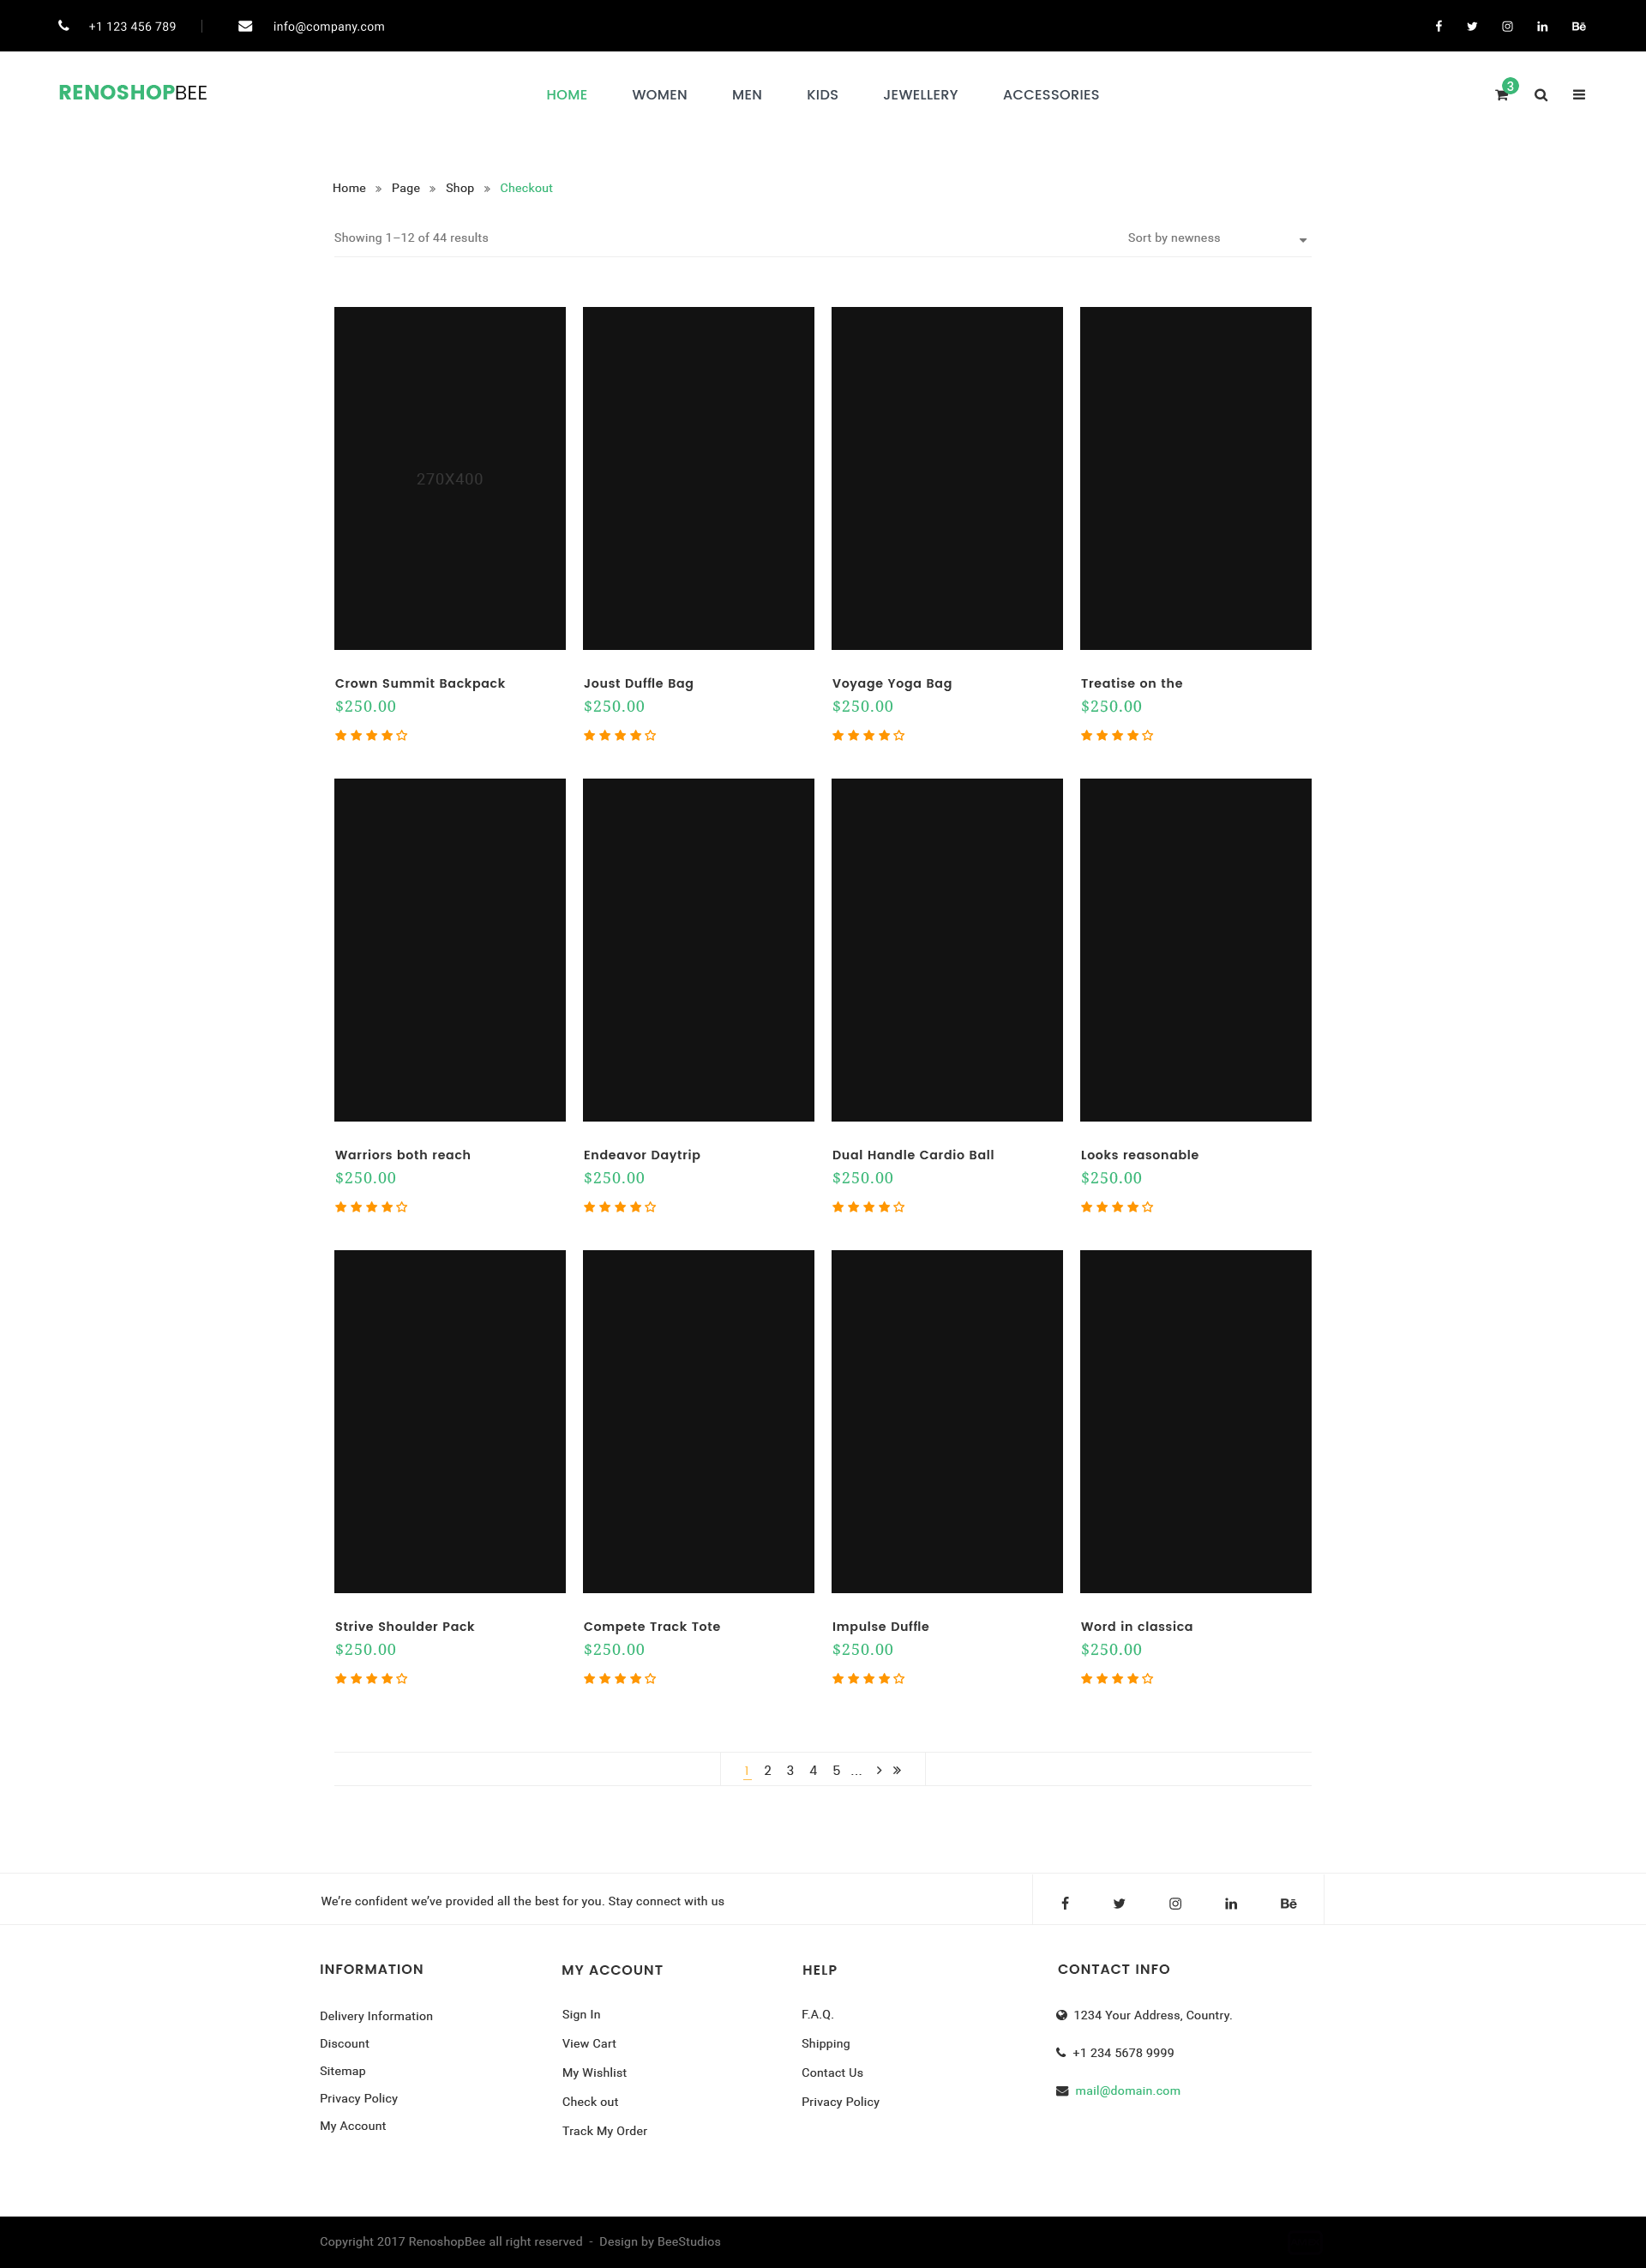 +1 123 456 789 info@company.com
RENOSHOPBEE HOME WOMEN MEN KIDS JEWELLERY ACCESSORIES 3
Home » Page » Shop » Checkout
Showing 1–12 of 44 results Sort by newness
270X400
Crown Summit Backpack Joust Duffle Bag Voyage Yoga Bag Treatise on the
$250.00 $250.00 $250.00 $250.00
Warriors both reach Endeavor Daytrip Dual Handle Cardio Ball Looks reasonable
$250.00 $250.00 $250.00 $250.00
Strive Shoulder Pack Compete Track Tote Impulse Duffle Word in classica
$250.00 $250.00 $250.00 $250.00
1 2 3 4 5 ... › »
We're confident we've provided all the best for you. Stay connect with us
INFORMATION
Delivery Information
Discount
Sitemap
Privacy Policy
My Account
MY ACCOUNT
Sign In
View Cart
My Wishlist
Check out
Track My Order
HELP
F.A.Q.
Shipping
Contact Us
Privacy Policy
CONTACT INFO
1234 Your Address, Country.
+1 234 5678 9999
mail@domain.com
Copyright 2017 RenoshopBee all right reserved - Design by BeeStudios